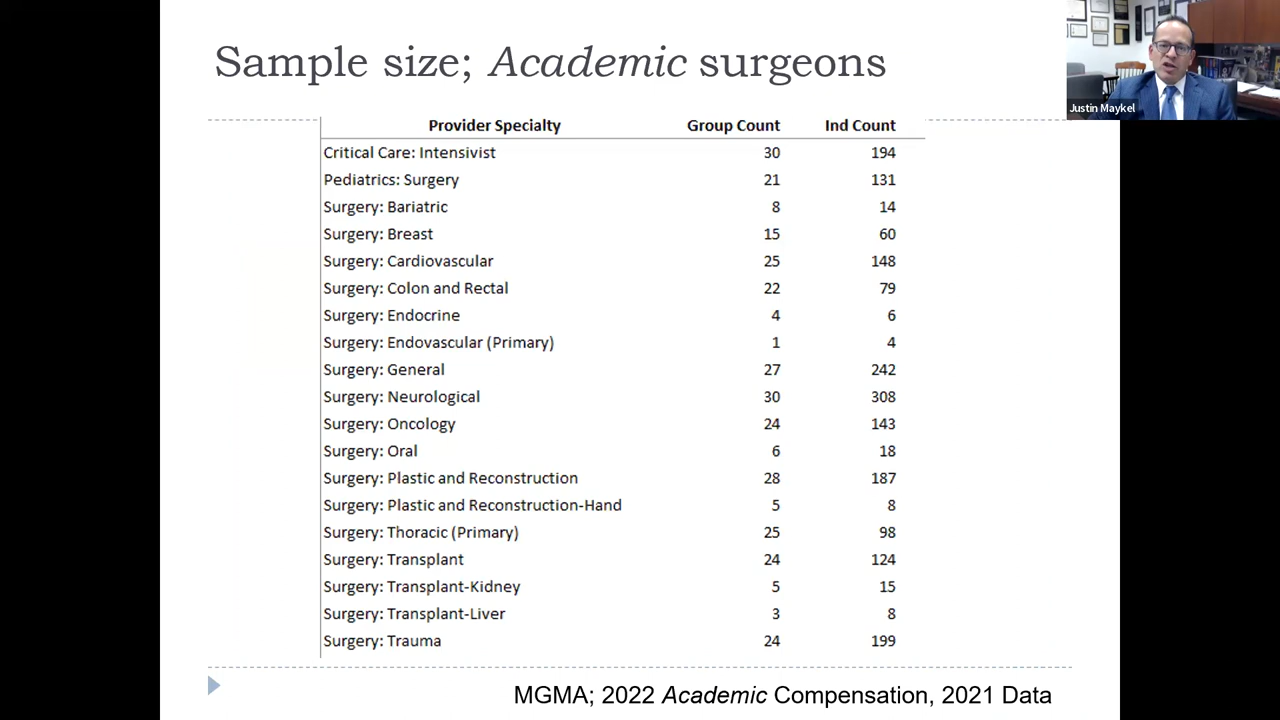 Sample size; Academic surgeons
Justin Maykel
Provider Specialty Group Count Ind Count
Critical Care: Intensivist 30 194
Pediatrics: Surgery 21 131
Surgery: Bariatric 8 14
Surgery: Breast 15 60
Surgery: Cardiovascular 25 148
Surgery: Colon and Rectal 22 79
Surgery: Endocrine 4 6
Surgery: Endovascular (Primary) 1 4
Surgery: General 27 242
Surgery: Neurological 30 308
Surgery: Oncology 24 143
Surgery: Oral 6 18
Surgery: Plastic and Reconstruction 28 187
Surgery: Plastic and Reconstruction-Hand 5 8
Surgery: Thoracic (Primary) 25 98
Surgery: Transplant 24 124
Surgery: Transplant-Kidney 5 15
Surgery: Transplant-Liver 3 8
Surgery: Trauma 24 199
MGMA; 2022 Academic Compensation, 2021 Data